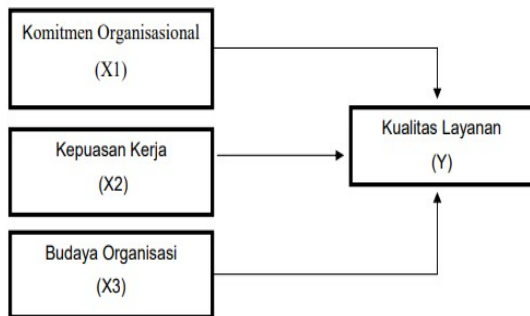 Komitmen Organisasional
(X1)
Kepuasan Kerja
(X2)
Budaya Organisasi
(X3)
Kualitas Layanan
(Y)